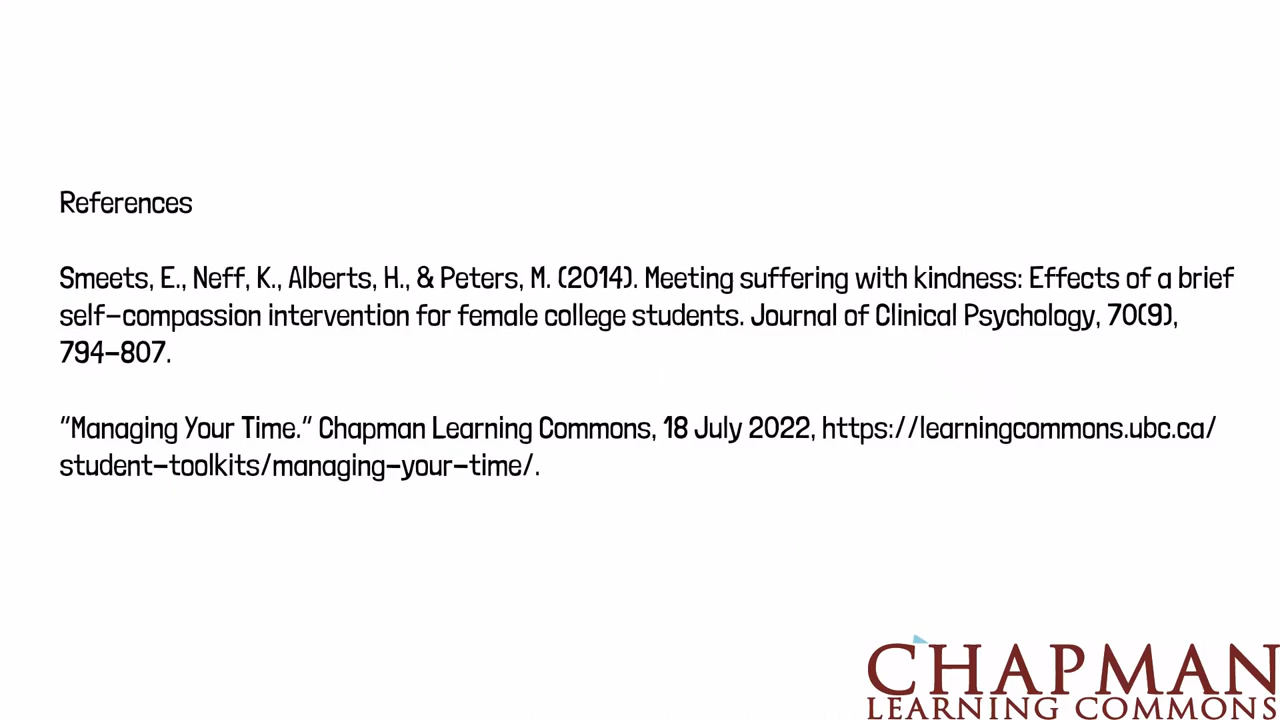 References
Smeets, E., Neff, K., Alberts, H., & Peters, M. (2014). Meeting suffering with kindness: Effects of a brief
self-compassion intervention for female college students. Journal of Clinical Psychology, 70(9),
794-807.
"Managing Your Time." Chapman Learning Commons, 18 July 2022, https://learningcommons.ubc.ca/
student-toolkits/managing-your-time/.
CHAPMAN
LEARNING COMMONS